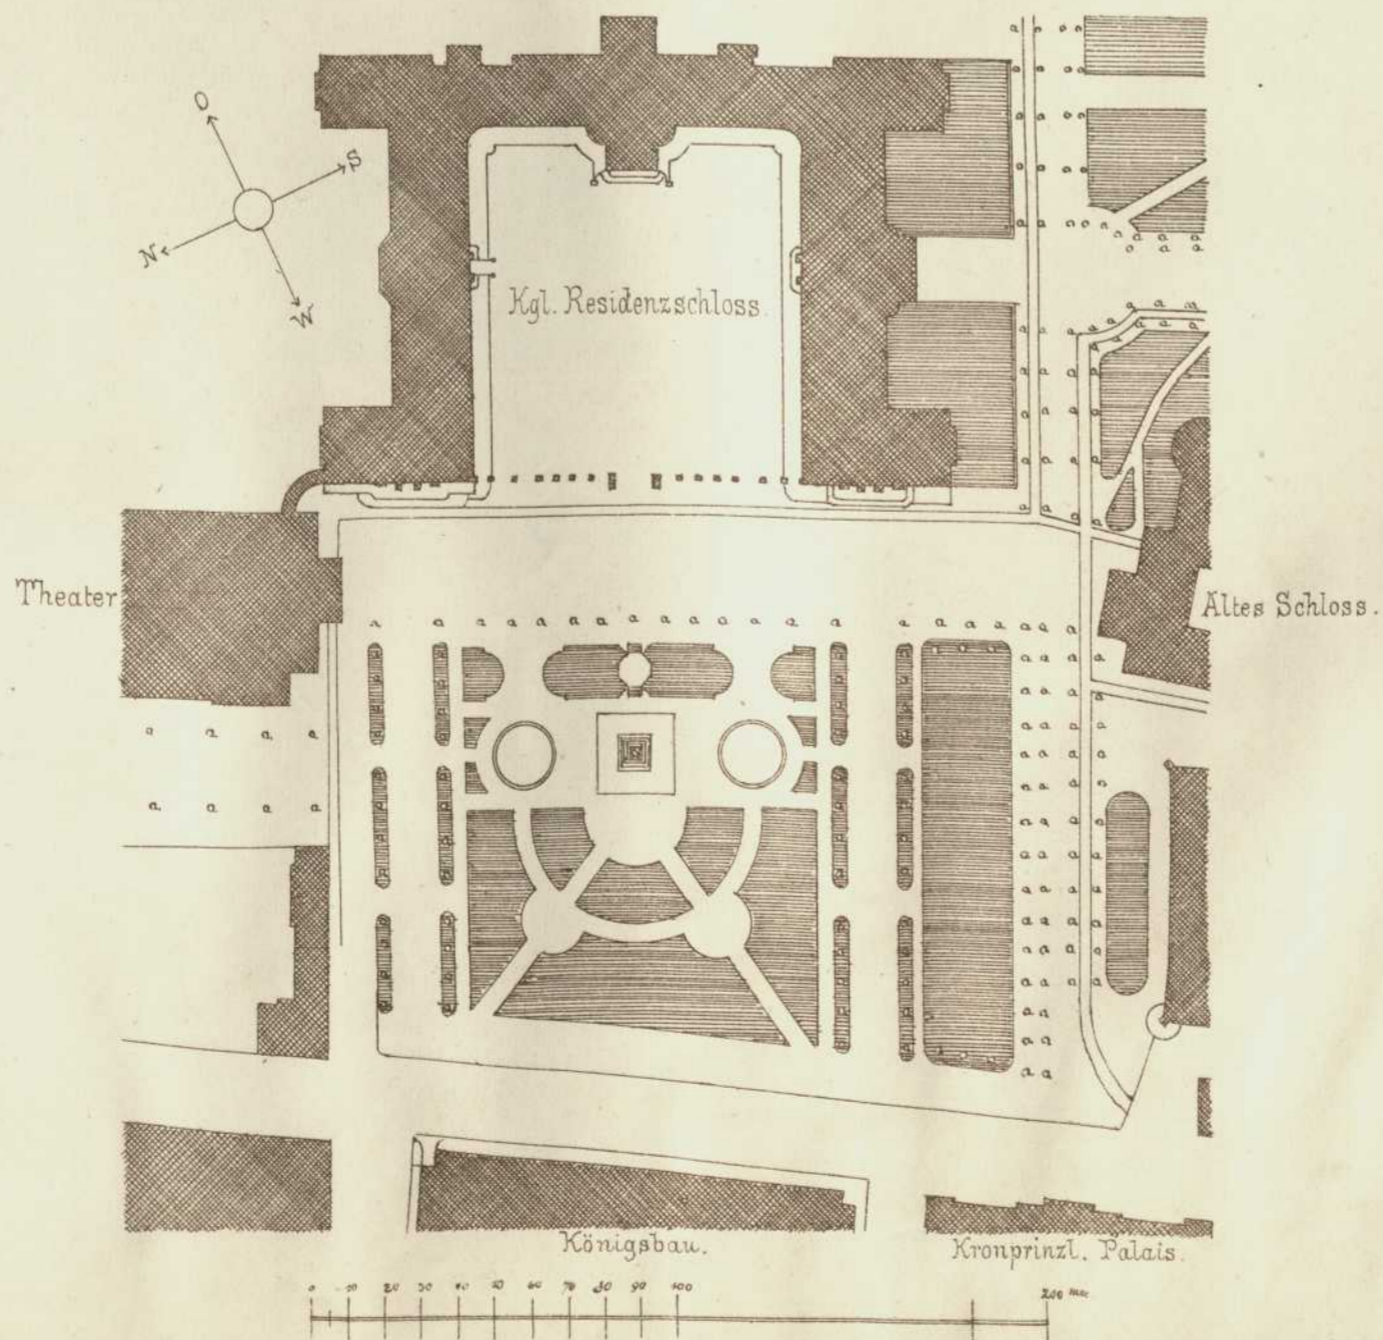 O
S
N
W
Kgl. Residenzschloss.
Theater
Altes Schloss.
Königsbau.
Kronprinzl. Palais.
0 10 20 30 40 50 60 70 80 90 100 200